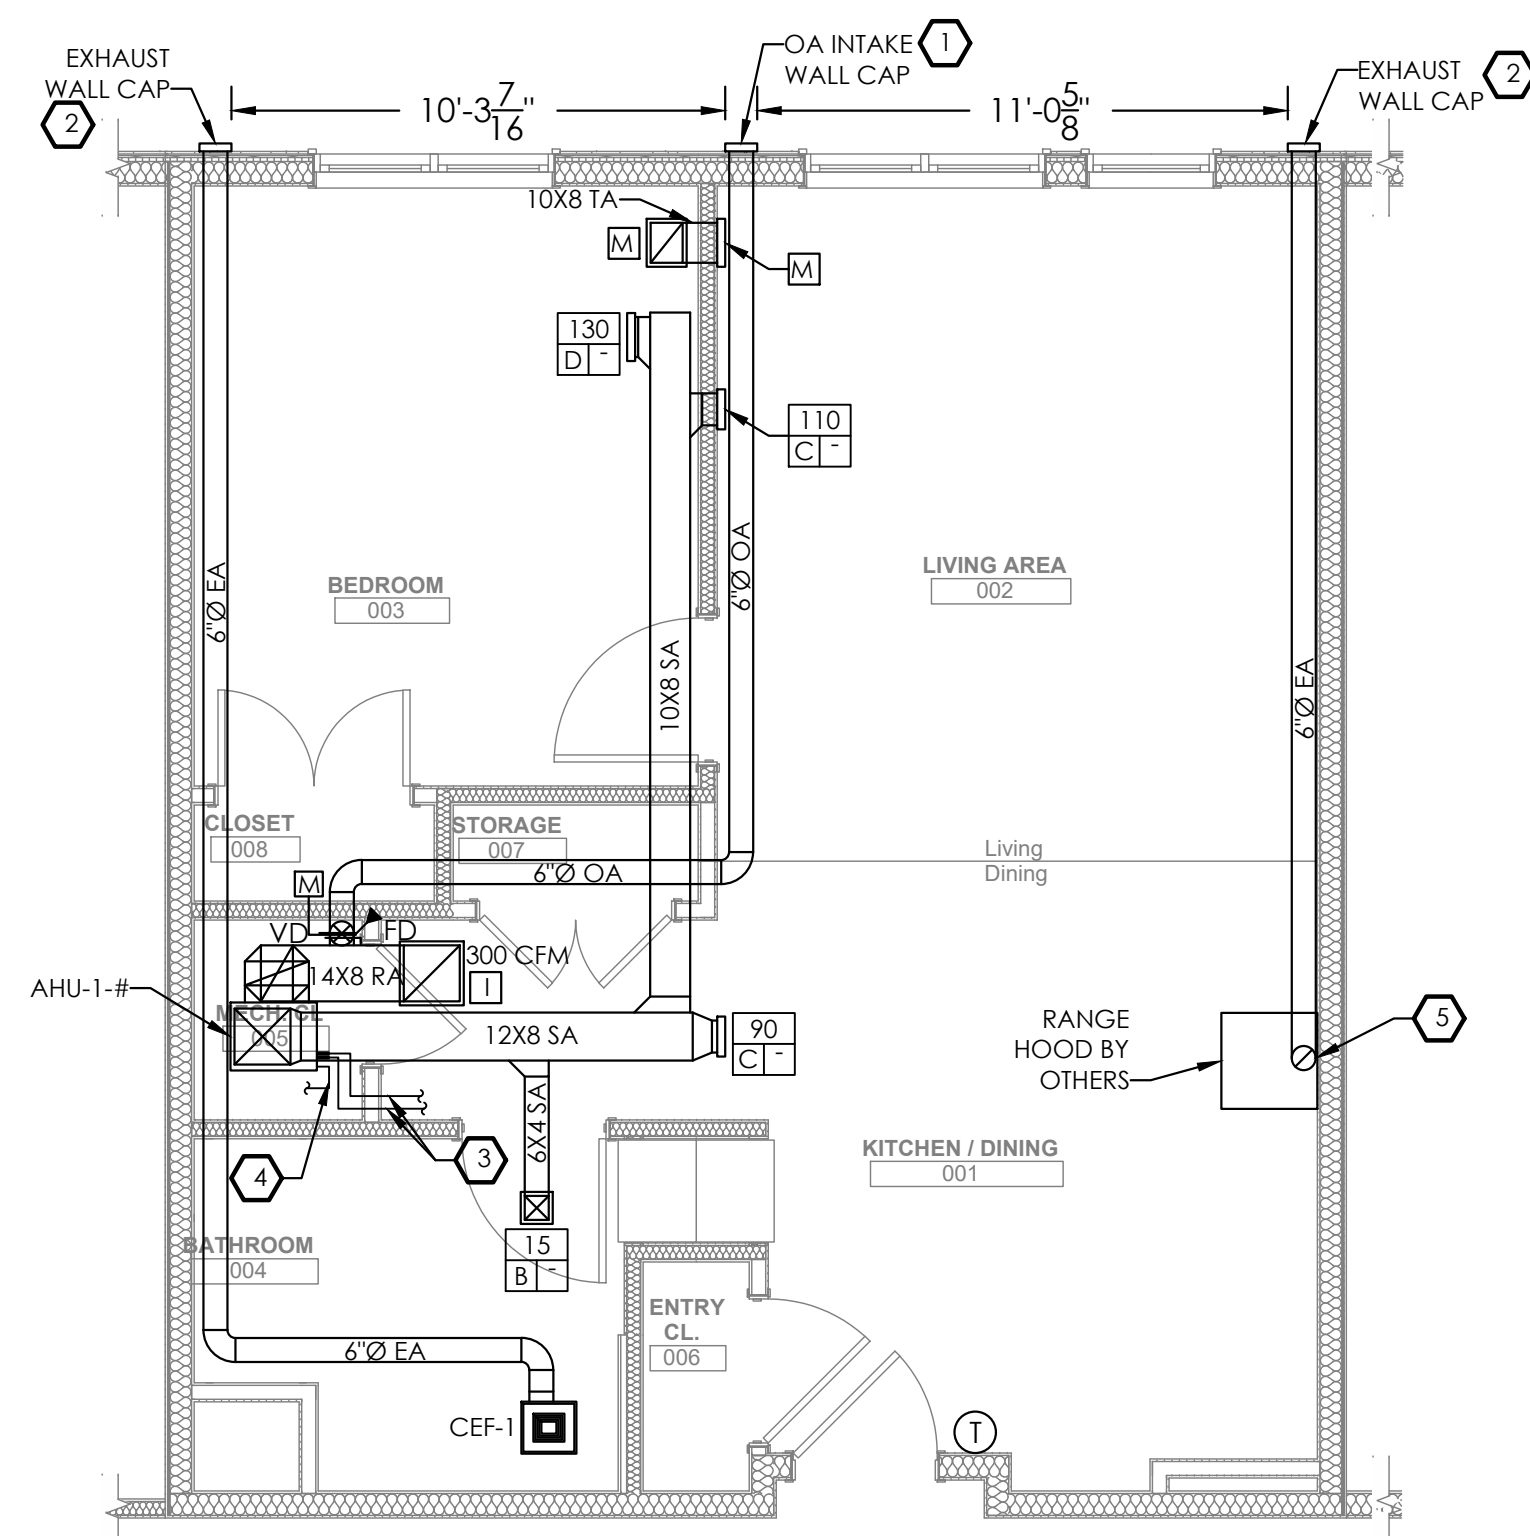 EXHAUST
WALL CAP
2
10'-3 7/16"
OA INTAKE
WALL CAP
1
11'-0 5/8"
EXHAUST
WALL CAP
2
10X8 TA
M
M
130
D -
110
C -
6"Ø EA
6"Ø OA
BEDROOM
003
LIVING AREA
002
10X8 SA
6"Ø EA
CLOSET
008
STORAGE
007
6"Ø OA
Living
Dining
M
VD
FD
300 CFM
14X8 RA
I
AHU-1-#
MECH. CL
005
12X8 SA
90
C -
RANGE
HOOD BY
OTHERS
5
6X4 SA
3
4
KITCHEN / DINING
001
BATHROOM
004
15
B -
ENTRY
CL.
006
6"Ø EA
CEF-1
T